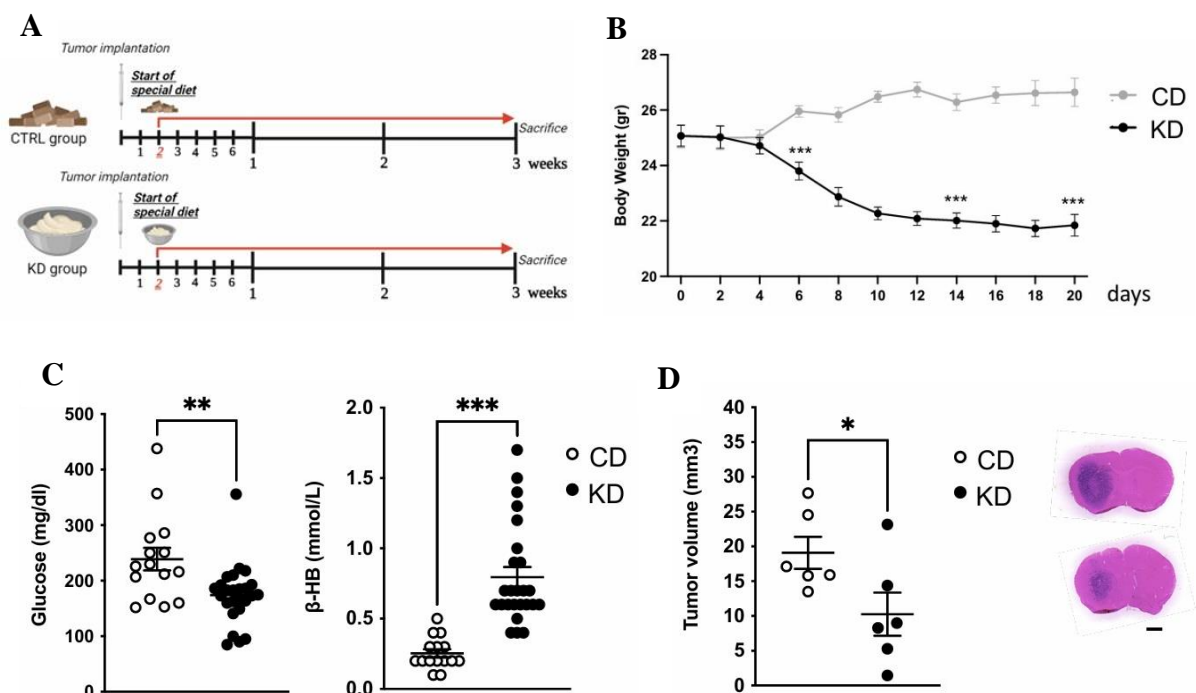 A
Tumor implantation
Start of
special diet
CTRL group
1 2 3 4 5 6 1 2 3 weeks
Sacrifice
Tumor implantation
Start of
special diet
KD group
1 2 3 4 5 6 1 2 3 weeks
Sacrifice
B
Body Weight (gr)
28
26
24
22
20
***
***
***
0 2 4 6 8 10 12 14 16 18 20 days
CD
KD
C
Glucose (mg/dl)
500
400
300
200
100
0
**
β-HB (mmol/L)
2.0
1.5
1.0
0.5
0.0
***
CD
KD
D
Tumor volume (mm3)
40
35
30
25
20
15
10
5
0
*
CD
KD